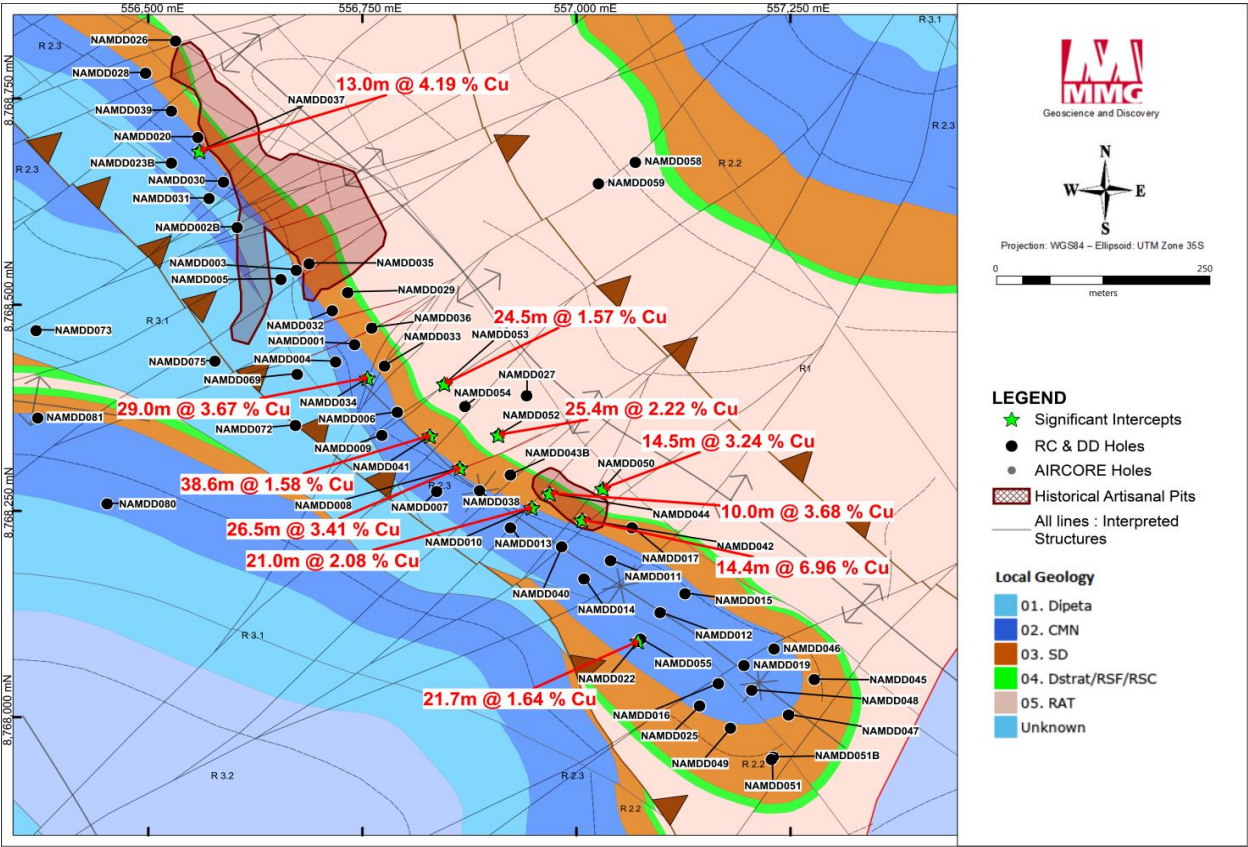 556,500 mE
556,750 mE
557,000 mE
557,250 mE
8,768,750 mN
8,768,500 mN
8,768,250 mN
8,768,000 mN
R 2.3
NAMDD026
R 3.1
NAMDD028
13.0m @ 4.19 % Cu
NAMDD037
NAMDD039
R 2.3
NAMDD020
NAMDD023B
R 2.3
NAMDD058
R 2.2
NAMDD030
NAMDD059
NAMDD031
NAMDD002B
NAMDD003
NAMDD035
NAMDD005
NAMDD029
R 3.1
NAMDD073
NAMDD032
NAMDD036
24.5m @ 1.57 % Cu
NAMDD001
NAMDD033
NAMDD053
NAMDD075
NAMDD004
R1
NAMDD069
NAMDD027
NAMDD054
NAMDD034
29.0m @ 3.67 % Cu
25.4m @ 2.22 % Cu
NAMDD081
NAMDD006
NAMDD052
NAMDD072
14.5m @ 3.24 % Cu
NAMDD009
NAMDD043B
NAMDD041
NAMDD050
38.6m @ 1.58 % Cu
R 2.3
NAMDD080
NAMDD008
NAMDD007
NAMDD038
NAMDD044
10.0m @ 3.68 % Cu
26.5m @ 3.41 % Cu
NAMDD010
NAMDD013
NAMDD042
21.0m @ 2.08 % Cu
NAMDD017
14.4m @ 6.96 % Cu
NAMDD011
NAMDD040
NAMDD015
NAMDD014
R 3.1
NAMDD012
NAMDD046
NAMDD055
NAMDD019
NAMDD022
NAMDD045
21.7m @ 1.64 % Cu
NAMDD048
NAMDD016
NAMDD047
NAMDD025
NAMDD051B
NAMDD049
R 2.2
R 3.2
R 2.3
NAMDD051
R 2.2
MMG
Geoscience and Discovery
N
W
E
S
Projection: WGS84 – Ellipsoid: UTM Zone 35S
0
250
meters
LEGEND
Significant Intercepts
RC & DD Holes
AIRCORE Holes
Historical Artisanal Pits
All lines : Interpreted
Structures
Local Geology
01. Dipeta
02. CMN
03. SD
04. Dstrat/RSF/RSC
05. RAT
Unknown